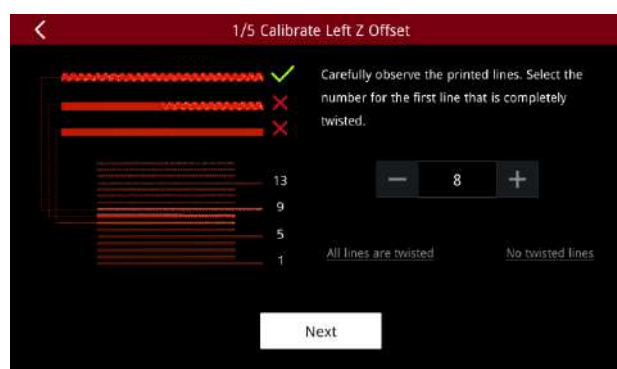 1/5 Calibrate Left Z Offset
Carefully observe the printed lines. Select the
number for the first line that is completely
twisted.
13
9
5
1
8
All lines are twisted
No twisted lines
Next